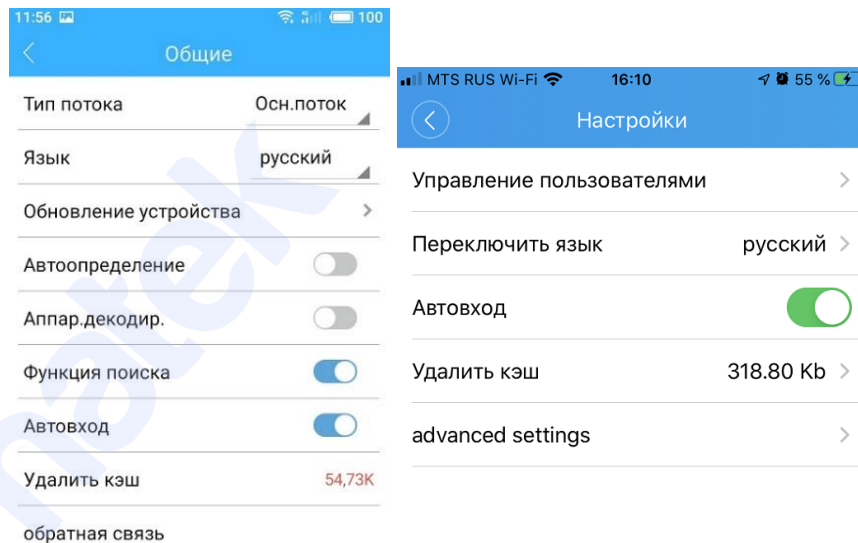 11:56 100
Общие
Тип потока Осн.поток
Язык русский
Обновление устройства
Автоопределение
Аппар.декодир.
Функция поиска
Автовход
Удалить кэш 54,73K
обратная связь
MTS RUS Wi-Fi 16:10 55 %
Настройки
Управление пользователями
Переключить язык русский
Автовход
Удалить кэш 318.80 Kb
advanced settings
matek